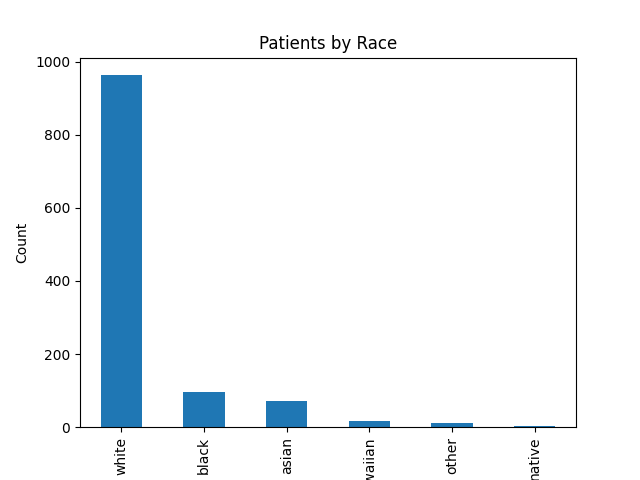 Patients by Race
Count
1000
800
600
400
200
0
white
black
asian
waiian
other
native